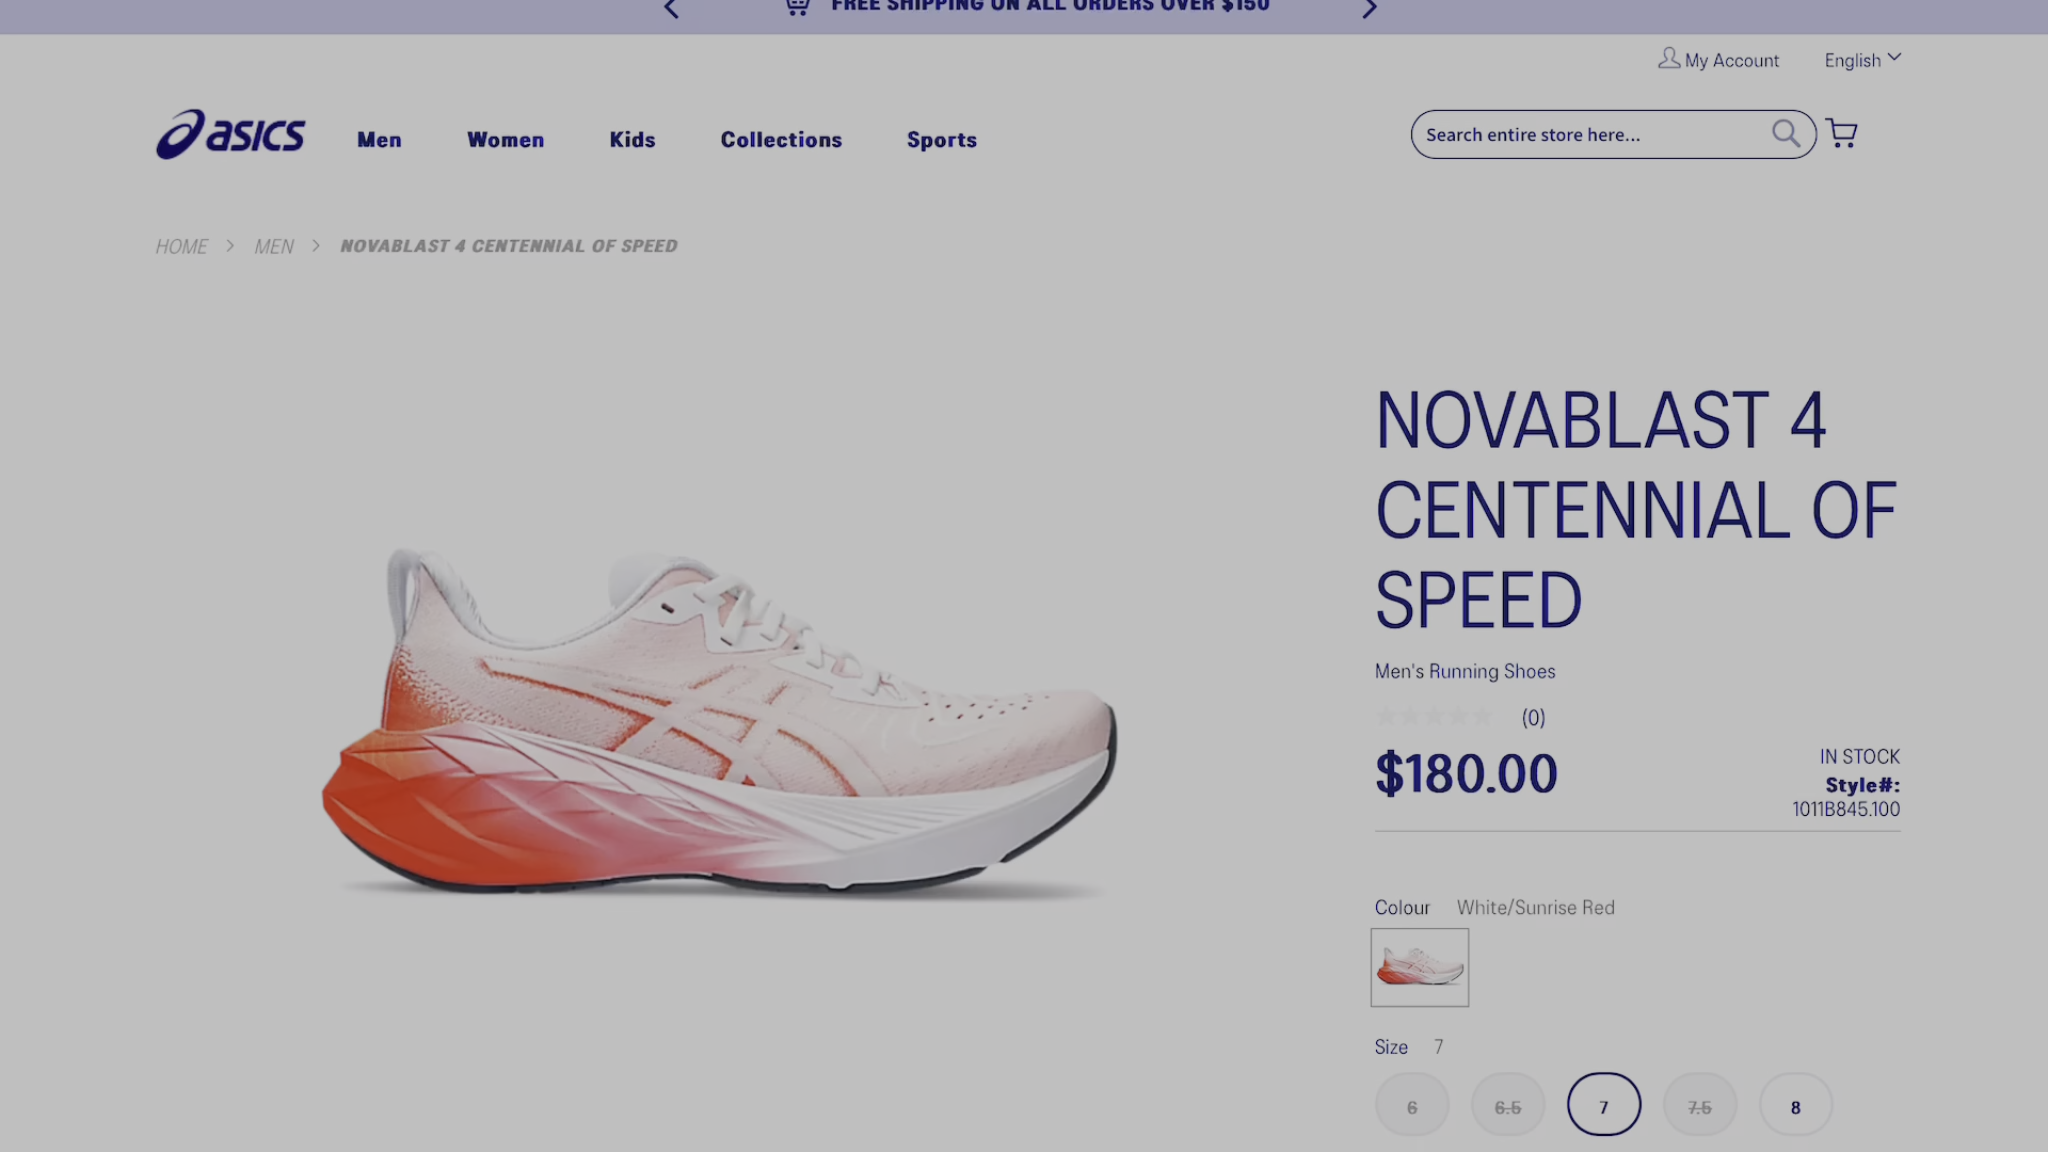 FREE SHIPPING ON ALL ORDERS OVER $150
My Account English
asics Men Women Kids Collections Sports Search entire store here...
HOME > MEN > NOVABLAST 4 CENTENNIAL OF SPEED
NOVABLAST 4
CENTENNIAL OF
SPEED
Men's Running Shoes
(0)
$180.00
IN STOCK
Style#:
1011B845.100
Colour White/Sunrise Red
Size 7
6 6.5 7 7.5 8